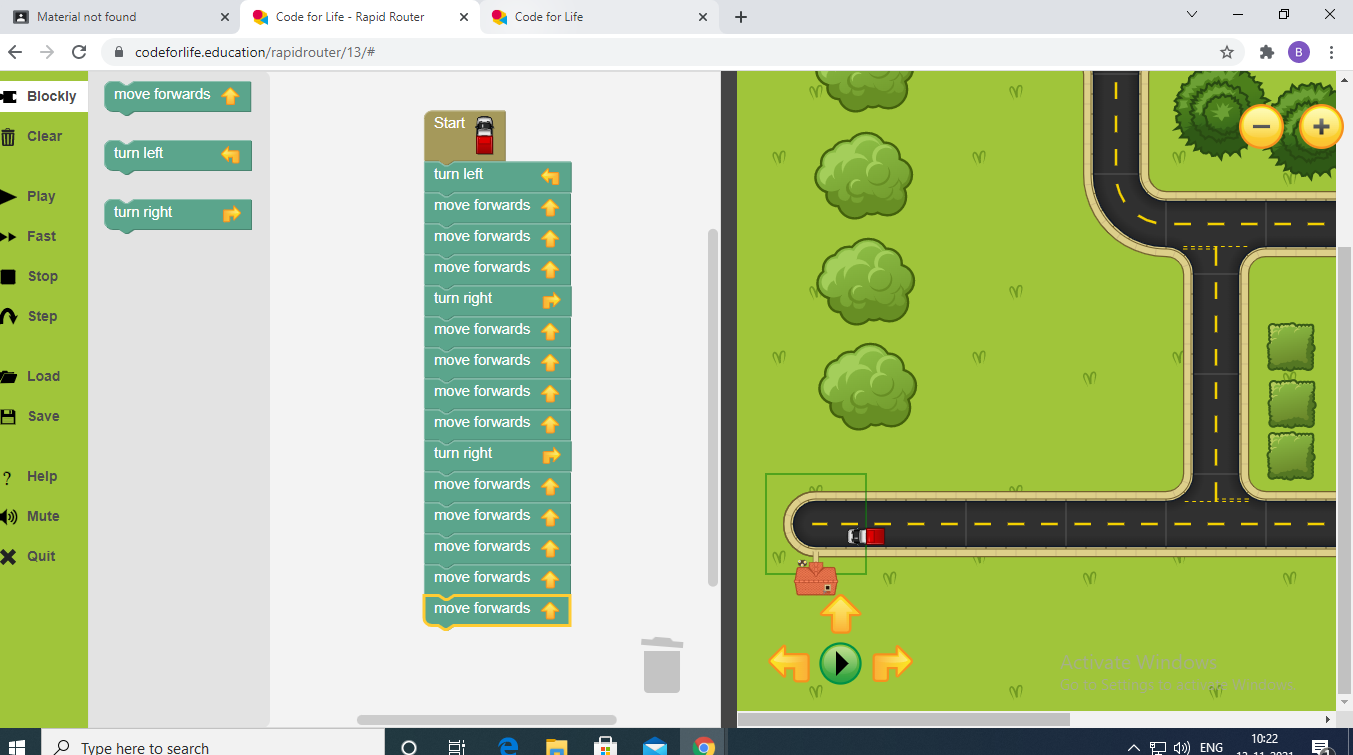 Material not found
Code for Life - Rapid Router
Code for Life
codeforlife.education/rapidrouter/13/#
B
Blockly
Clear
Play
Fast
Stop
Step
Load
Save
? Help
Mute
Quit
move forwards
turn left
turn right
Start
turn left
move forwards
move forwards
move forwards
turn right
move forwards
move forwards
move forwards
move forwards
turn right
move forwards
move forwards
move forwards
move forwards
move forwards
Activate Windows
Go to Settings to activate Windows.
Type here to search
ENG
10:22
12-11-2021